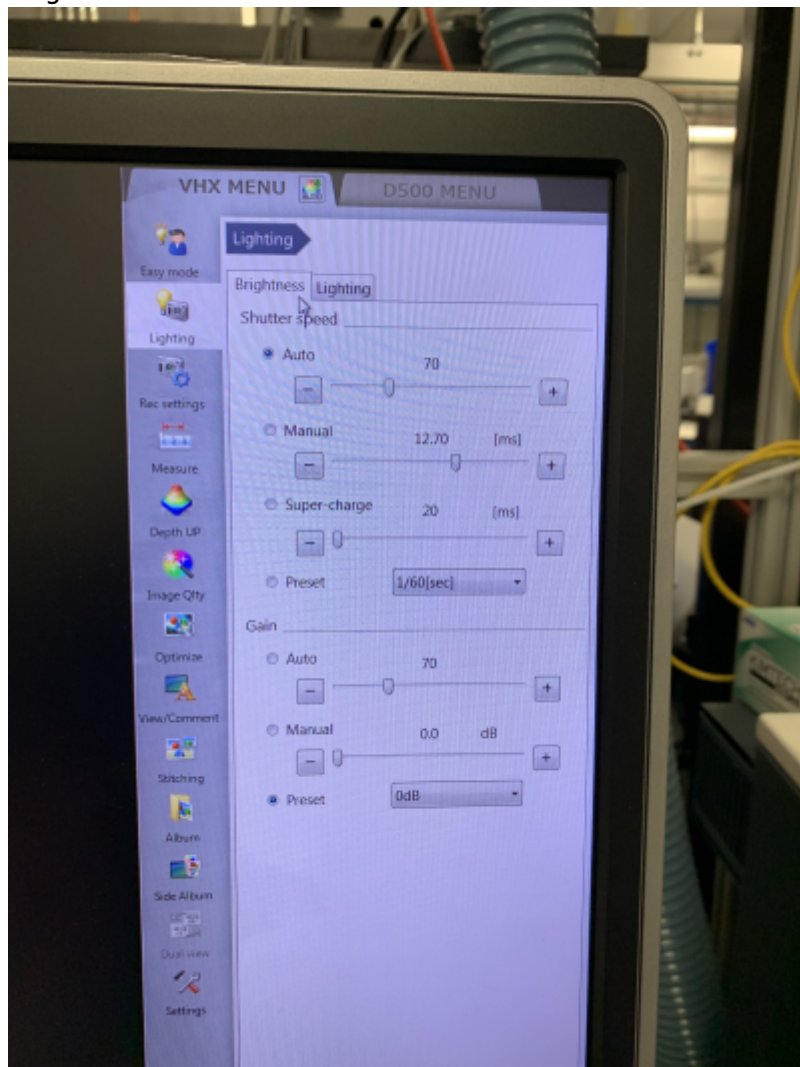 VHX MENU
D500 MENU
Easy mode
Lighting
Rec settings
Measure
Depth UP
Image Qlty
Optimize
View/Comment
Stitching
Album
Side Album
Dual view
Settings
Lighting
Brightness Lighting
Shutter speed
Auto 70
- +
Manual 12.70 [ms]
- +
Super-charge 20 [ms]
- +
Preset 1/60[sec]
Gain
Auto 70
- +
Manual 0.0 dB
- +
Preset 0dB